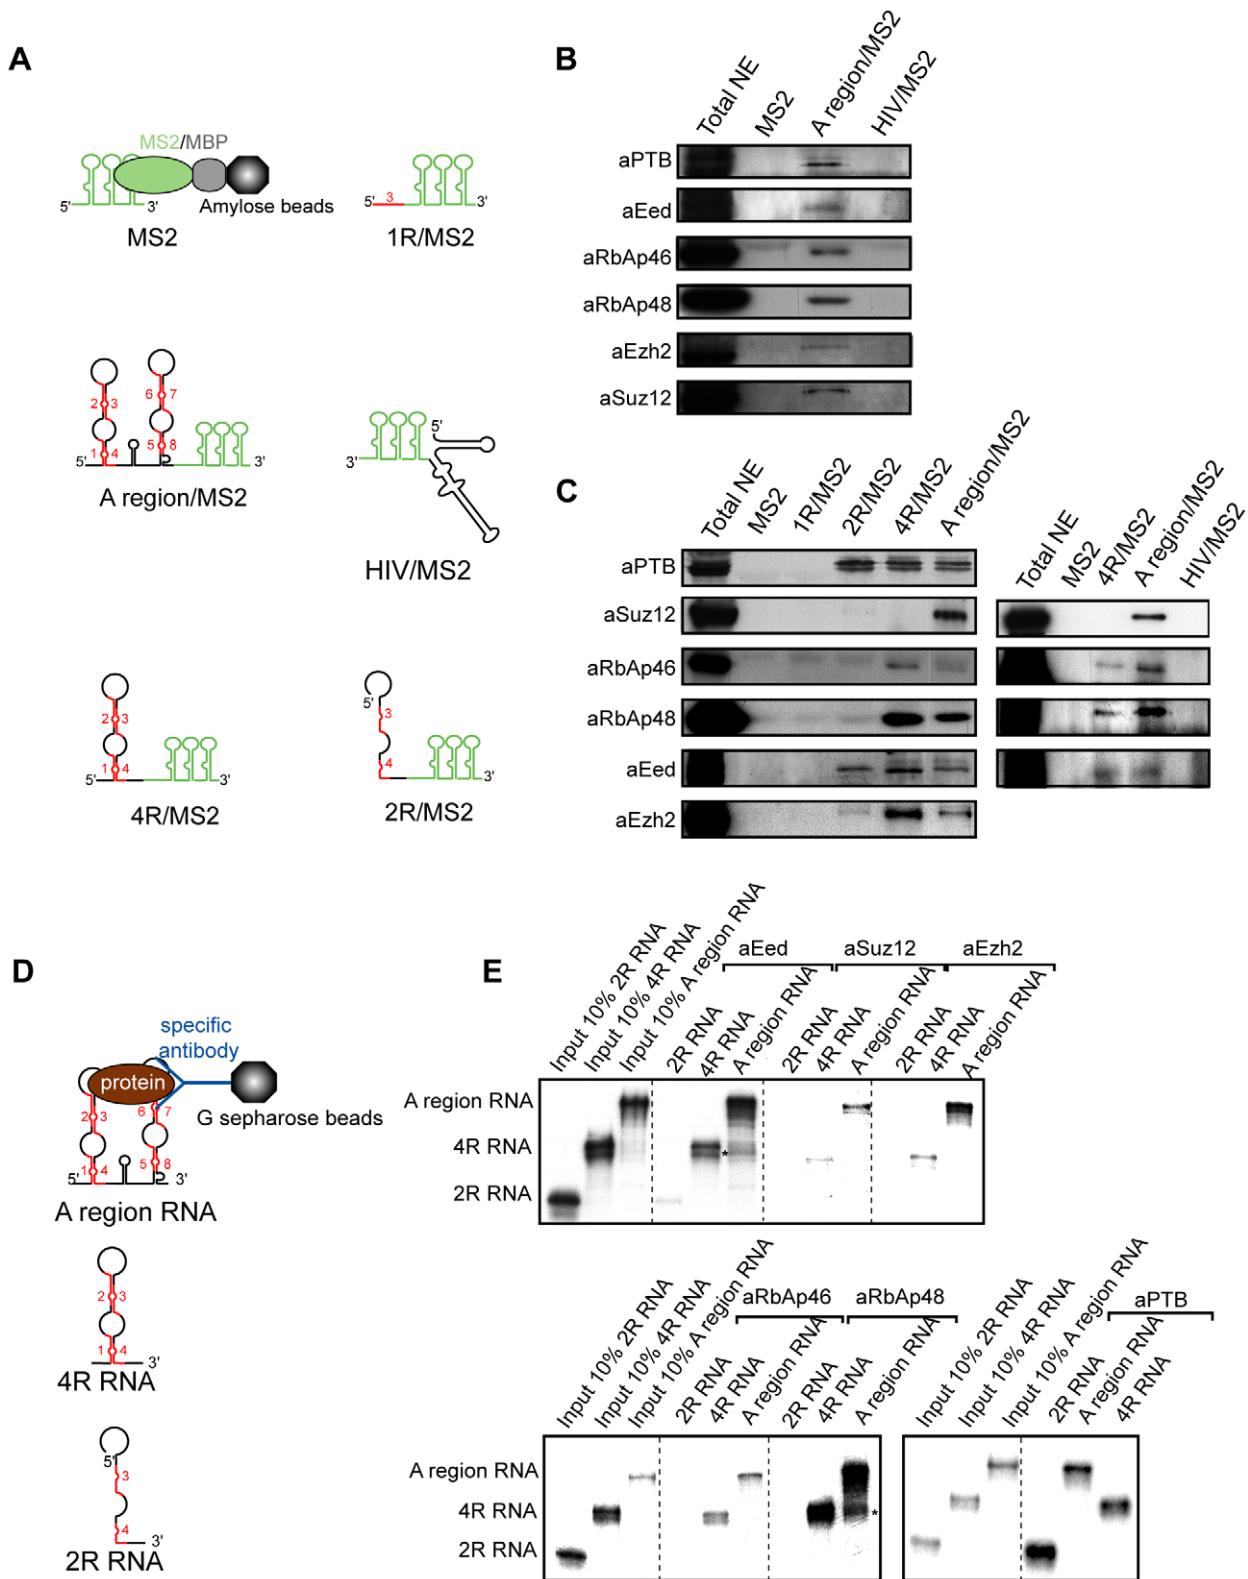 A
MS2/MBP
5'
3'
Amylose beads
MS2
3
5'
3'
1R/MS2
2 3
6 7
1 4
5 8
5'
3'
A region/MS2
5'
3'
HIV/MS2
2 3
1 4
5'
3'
4R/MS2
5'
3
4
3'
2R/MS2
B
Total NE
MS2
A region/MS2
HIV/MS2
aPTB
aEed
aRbAp46
aRbAp48
aEzh2
aSuz12
C
Total NE
MS2
1R/MS2
2R/MS2
4R/MS2
A region/MS2
aPTB
aSuz12
aRbAp46
aRbAp48
aEed
aEzh2
Total NE
MS2
4R/MS2
A region/MS2
HIV/MS2
D
specific
antibody
protein
G sepharose beads
2 3
6 7
1 4
5 8
5'
3'
A region RNA
2 3
1 4
3'
4R RNA
5'
3
4
3'
2R RNA
E
Input 10% 2R RNA
Input 10% 4R RNA
Input 10% A region RNA
aEed
2R RNA
4R RNA
A region RNA
aSuz12
2R RNA
4R RNA
A region RNA
aEzh2
2R RNA
4R RNA
A region RNA
A region RNA
4R RNA
*
2R RNA
Input 10% 2R RNA
Input 10% 4R RNA
Input 10% A region RNA
aRbAp46
2R RNA
4R RNA
A region RNA
aRbAp48
2R RNA
4R RNA
A region RNA
A region RNA
4R RNA
*
2R RNA
Input 10% 2R RNA
Input 10% 4R RNA
Input 10% A region RNA
aPTB
2R RNA
A region RNA
4R RNA